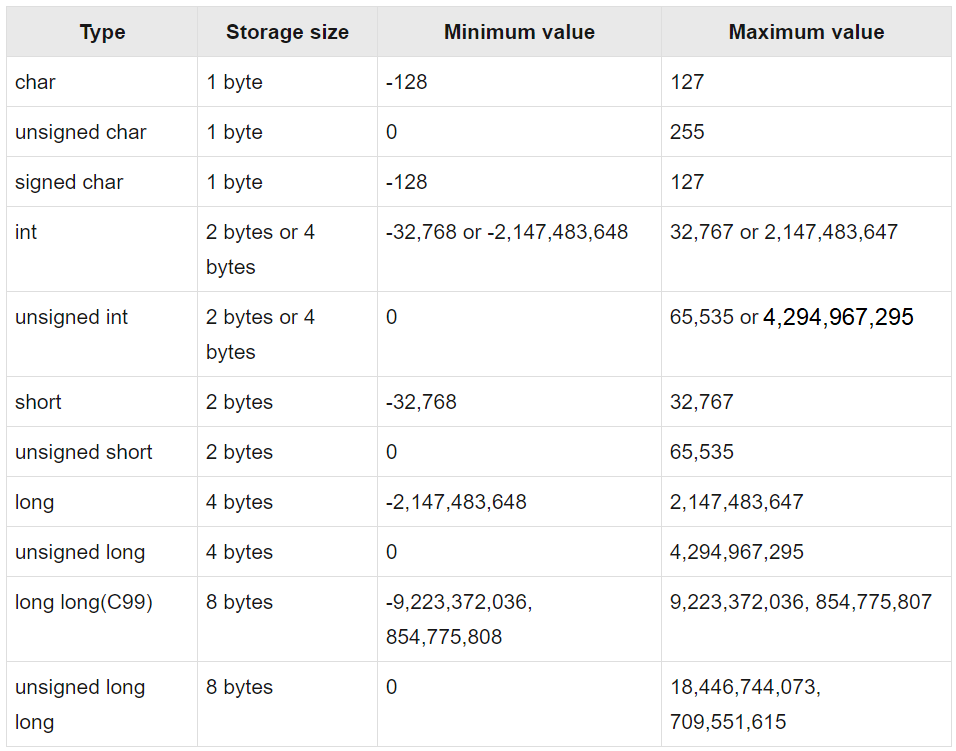 Type Storage size Minimum value Maximum value
char 1 byte -128 127
unsigned char 1 byte 0 255
signed char 1 byte -128 127
int 2 bytes or 4 -32,768 or -2,147,483,648 32,767 or 2,147,483,647
bytes
unsigned int 2 bytes or 4 0 65,535 or 4,294,967,295
bytes
short 2 bytes -32,768 32,767
unsigned short 2 bytes 0 65,535
long 4 bytes -2,147,483,648 2,147,483,647
unsigned long 4 bytes 0 4,294,967,295
long long(C99) 8 bytes -9,223,372,036, 9,223,372,036, 854,775,807
854,775,808
unsigned long 8 bytes 0 18,446,744,073,
long 709,551,615